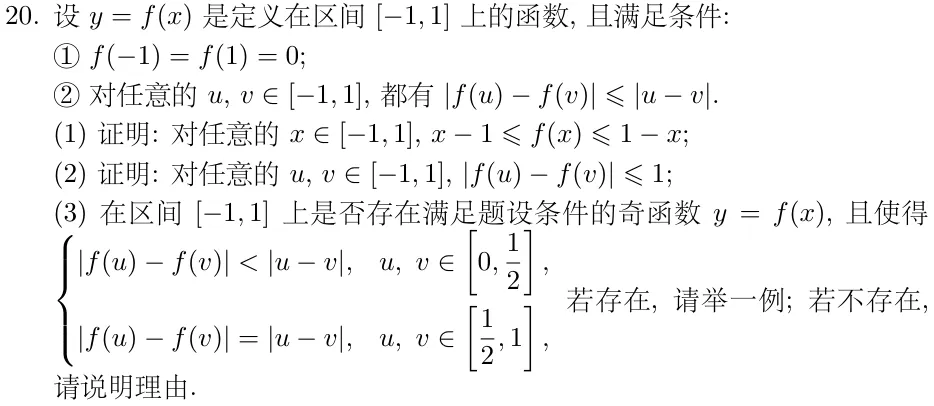 20. 设 y = f(x) 是定义在区间 [−1, 1] 上的函数, 且满足条件:
① f(−1) = f(1) = 0;
② 对任意的 u, v ∈ [−1, 1], 都有 |f(u) − f(v)| ⩽ |u − v|.
(1) 证明: 对任意的 x ∈ [−1, 1], x − 1 ⩽ f(x) ⩽ 1 − x;
(2) 证明: 对任意的 u, v ∈ [−1, 1], |f(u) − f(v)| ⩽ 1;
(3) 在区间 [−1, 1] 上是否存在满足题设条件的奇函数 y = f(x), 且使得
{ |f(u) − f(v)| < |u − v|, u, v ∈ [0, 1/2],
|f(u) − f(v)| = |u − v|, u, v ∈ [1/2, 1], 若存在, 请举一例; 若不存在,
请说明理由.